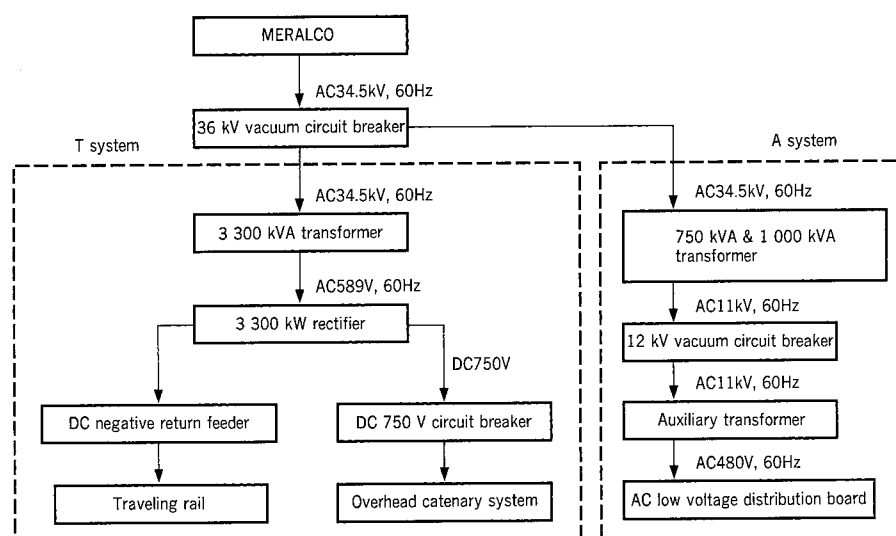 MERALCO
AC34.5kV, 60Hz
36 kV vacuum circuit breaker
T system
A system
AC34.5kV, 60Hz
3 300 kVA transformer
AC589V, 60Hz
3 300 kW rectifier
DC750V
DC negative return feeder
DC 750 V circuit breaker
Traveling rail
Overhead catenary system
AC34.5kV, 60Hz
750 kVA & 1 000 kVA
transformer
AC11kV, 60Hz
12 kV vacuum circuit breaker
AC11kV, 60Hz
Auxiliary transformer
AC480V, 60Hz
AC low voltage distribution board